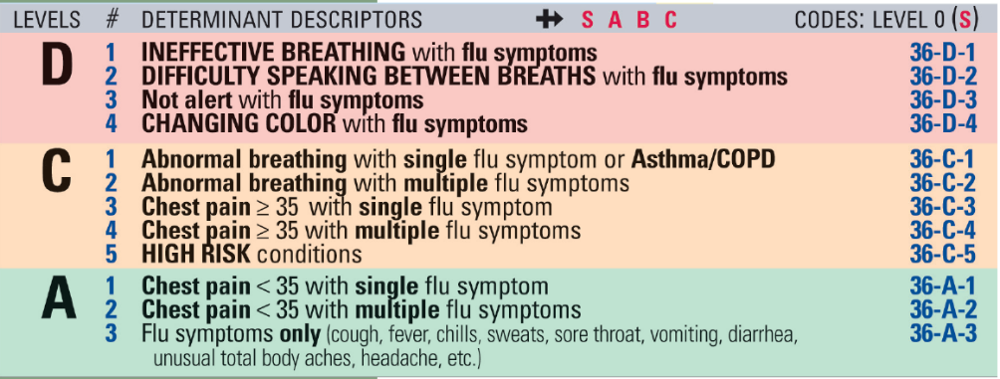 LEVELS # DETERMINANT DESCRIPTORS S A B C CODES: LEVEL 0 (S)
D 1 INEFFECTIVE BREATHING with flu symptoms 36-D-1
2 DIFFICULTY SPEAKING BETWEEN BREATHS with flu symptoms 36-D-2
3 Not alert with flu symptoms 36-D-3
4 CHANGING COLOR with flu symptoms 36-D-4
C 1 Abnormal breathing with single flu symptom or Asthma/COPD 36-C-1
2 Abnormal breathing with multiple flu symptoms 36-C-2
3 Chest pain ≥ 35 with single flu symptom 36-C-3
4 Chest pain ≥ 35 with multiple flu symptoms 36-C-4
5 HIGH RISK conditions 36-C-5
A 1 Chest pain < 35 with single flu symptom 36-A-1
2 Chest pain < 35 with multiple flu symptoms 36-A-2
3 Flu symptoms only (cough, fever, chills, sweats, sore throat, vomiting, diarrhea, 36-A-3
unusual total body aches, headache, etc.)